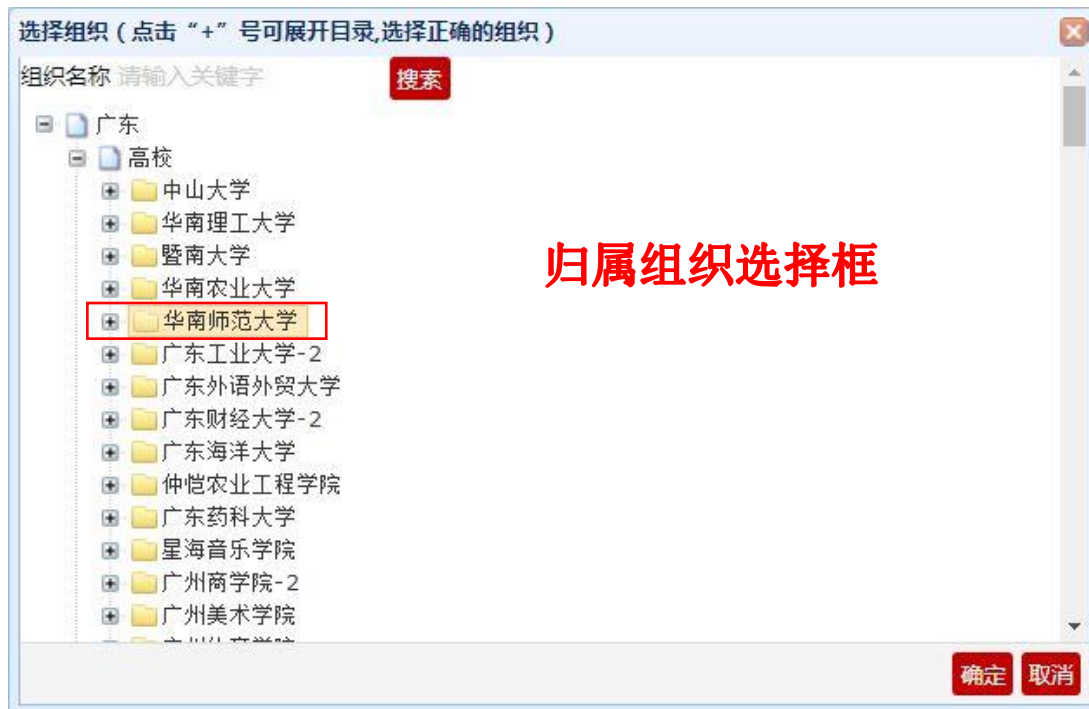 选择组织（点击“+”号可展开目录,选择正确的组织）
组织名称 请输入关键字 搜索
广东
高校
中山大学
华南理工大学
暨南大学
归属组织选择框
华南农业大学
华南师范大学
广东工业大学-2
广东外语外贸大学
广东财经大学-2
广东海洋大学
仲恺农业工程学院
广东药科大学
星海音乐学院
广州商学院-2
广州美术学院
确定 取消